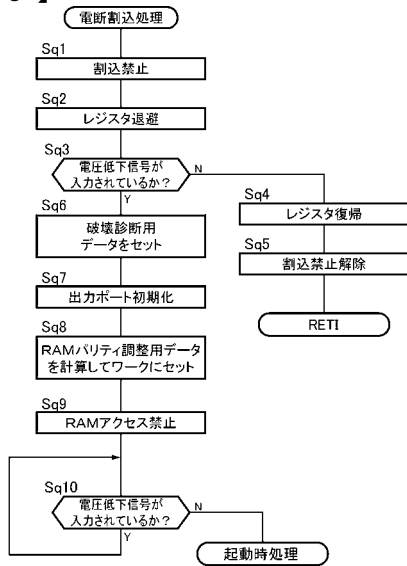 電断割込処理
Sq1
割込禁止
Sq2
レジスタ退避
Sq3
電圧低下信号が
入力されているか？
N
Y
Sq4
レジスタ復帰
Sq5
割込禁止解除
RETI
Sq6
破壊診断用
データをセット
Sq7
出力ポート初期化
Sq8
RAMパリティ調整用データ
を計算してワークにセット
Sq9
RAMアクセス禁止
Sq10
電圧低下信号が
入力されているか？
N
Y
起動時処理